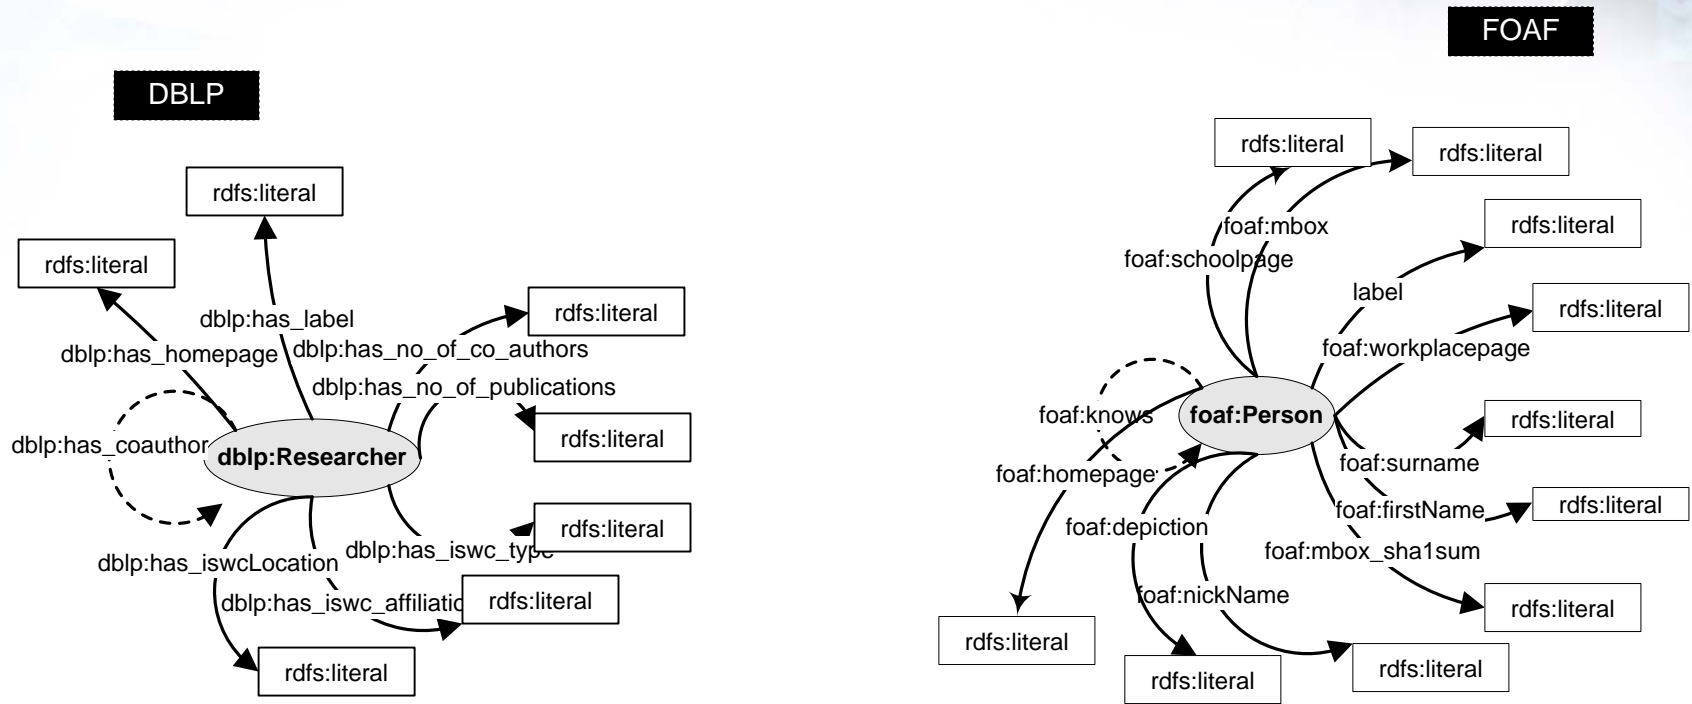 FOAF
DBLP
rdfs:literal
rdfs:literal
dblp:has_label
dblp:has_homepage
rdfs:literal
dblp:has_no_of_co_authors
dblp:has_no_of_publications
rdfs:literal
dblp:has_coauthor
dblp:Researcher
rdfs:literal
dblp:has_iswc_type
dblp:has_iswcLocation
dblp:has_iswc_affiliatio
rdfs:literal
rdfs:literal
rdfs:literal
rdfs:literal
foaf:mbox
foaf:schoolpage
rdfs:literal
label
rdfs:literal
foaf:workplacepage
foaf:knows
foaf:Person
rdfs:literal
foaf:surname
foaf:homepage
foaf:firstName
rdfs:literal
foaf:depiction
foaf:mbox_sha1sum
foaf:nickName
rdfs:literal
rdfs:literal
rdfs:literal
rdfs:literal